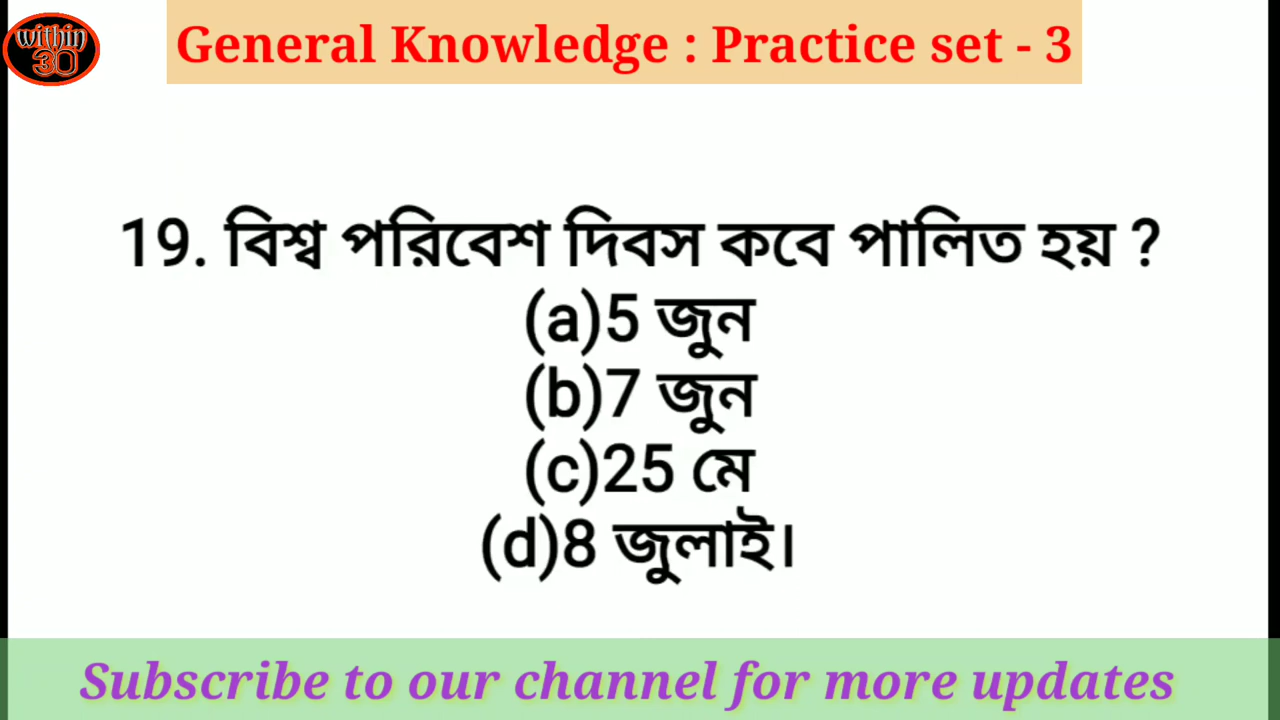 within
30
General Knowledge : Practice set - 3
19. বিশ্ব পরিবেশ দিবস কবে পালিত হয় ?
(a)5 জুন
(b)7 জুন
(c)25 মে
(d)8 জুলাই।
Subscribe to our channel for more updates